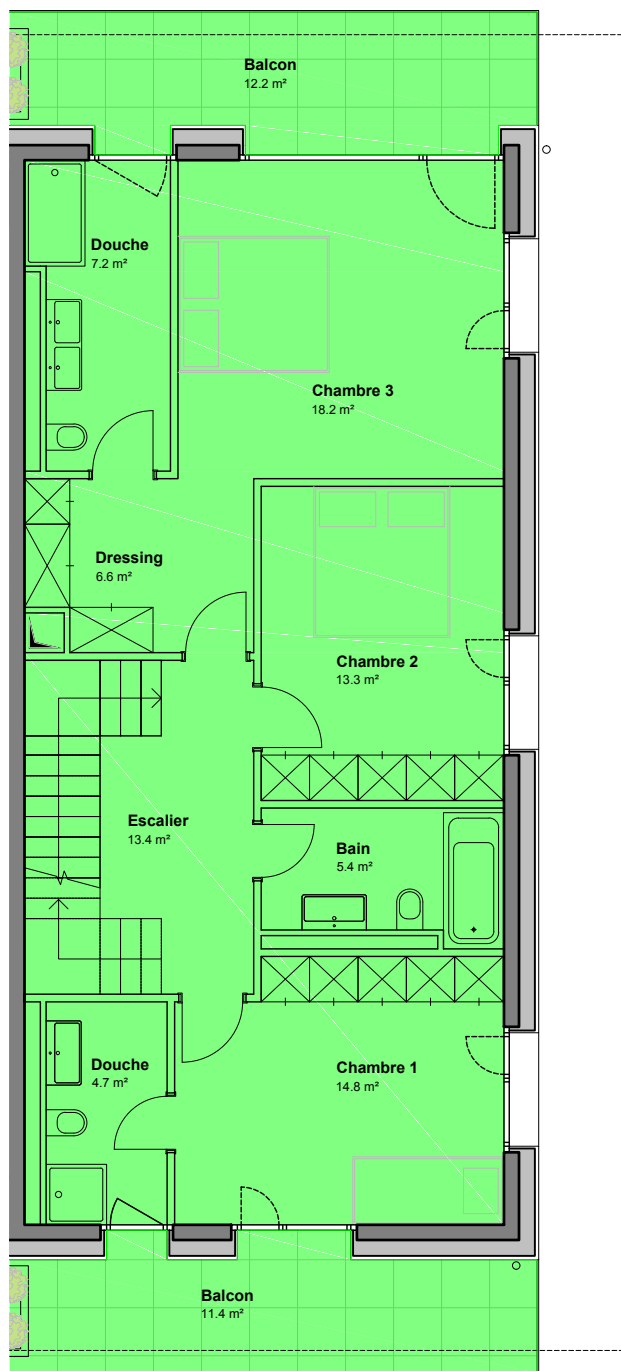 Balcon
12.2 m²
Douche
7.2 m²
Chambre 3
18.2 m²
Dressing
6.6 m²
Chambre 2
13.3 m²
Escalier
13.4 m²
Bain
5.4 m²
Douche
4.7 m²
Chambre 1
14.8 m²
Balcon
11.4 m²